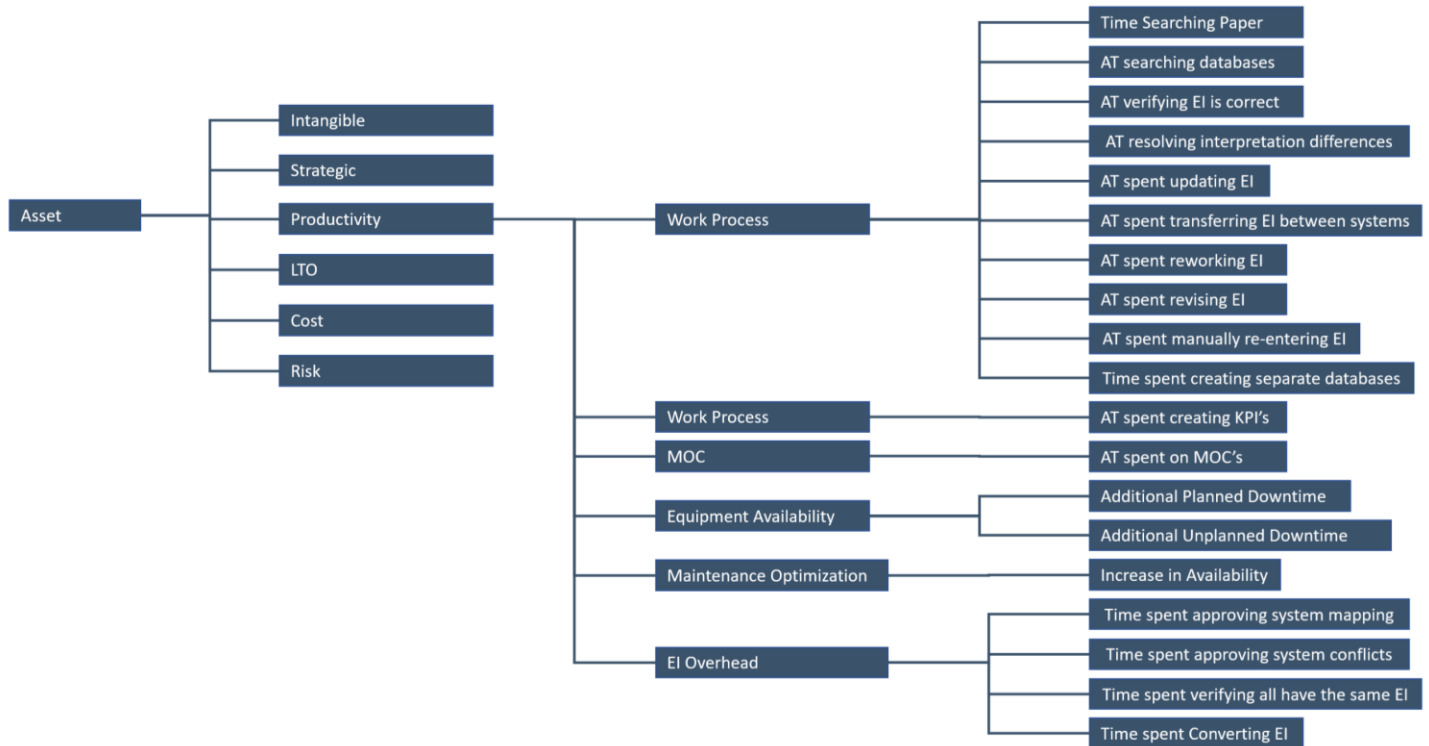 Asset
Intangible
Strategic
Productivity
LTO
Cost
Risk
Work Process
Work Process
MOC
Equipment Availability
Maintenance Optimization
EI Overhead
Time Searching Paper
AT searching databases
AT verifying EI is correct
AT resolving interpretation differences
AT spent updating EI
AT spent transferring EI between systems
AT spent reworking EI
AT spent revising EI
AT spent manually re-entering EI
Time spent creating separate databases
AT spent creating KPI's
AT spent on MOC's
Additional Planned Downtime
Additional Unplanned Downtime
Increase in Availability
Time spent approving system mapping
Time spent approving system conflicts
Time spent verifying all have the same EI
Time spent Converting EI